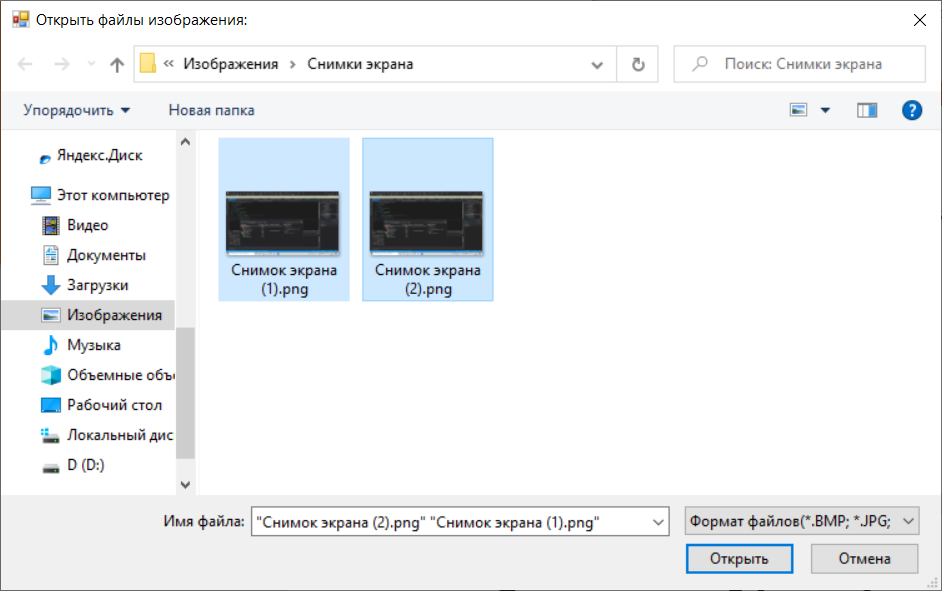 Открыть файлы изображения:
« Изображения › Снимки экрана
Поиск: Снимки экрана
Упорядочить
Новая папка
?
Яндекс.Диск
Этот компьютер
Видео
Документы
Загрузки
Изображения
Музыка
Объемные объ
Рабочий стол
Локальный дис
D (D:)
Снимок экрана
(1).png
Снимок экрана
(2).png
Имя файла:
"Снимок экрана (2).png" "Снимок экрана (1).png"
Формат файлов(*.BMP; *.JPG;
Открыть
Отмена